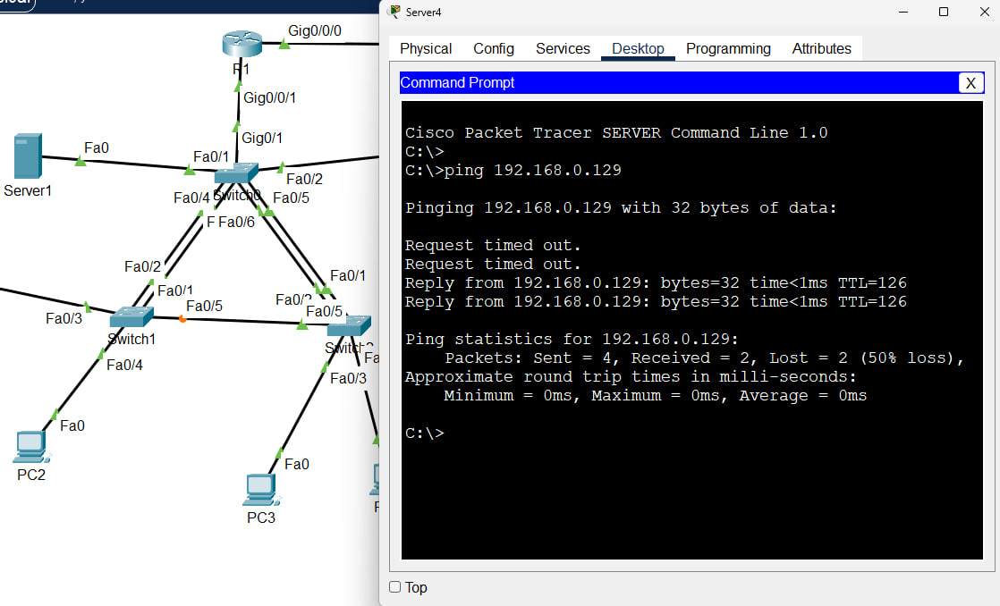 Server4
Physical Config Services Desktop Programming Attributes
Command Prompt
X
Cisco Packet Tracer SERVER Command Line 1.0
C:\>
C:\>ping 192.168.0.129
Pinging 192.168.0.129 with 32 bytes of data:
Request timed out.
Request timed out.
Reply from 192.168.0.129: bytes=32 time<1ms TTL=126
Reply from 192.168.0.129: bytes=32 time<1ms TTL=126
Ping statistics for 192.168.0.129:
Packets: Sent = 4, Received = 2, Lost = 2 (50% loss),
Approximate round trip times in milli-seconds:
Minimum = 0ms, Maximum = 0ms, Average = 0ms
C:\>
Top
Gig0/0/0
R1
Gig0/0/1
Gig0/1
Fa0
Fa0/1
Server1
Fa0/2
Fa0/4
Switch0
Fa0/5
F Fa0/6
Fa0/2
Fa0/1
Fa0/1
Fa0/5
Fa0/5
Fa0/3
Switch1
Fa0/4
Fa
Fa0/3
Fa0
PC2
Fa0
PC3